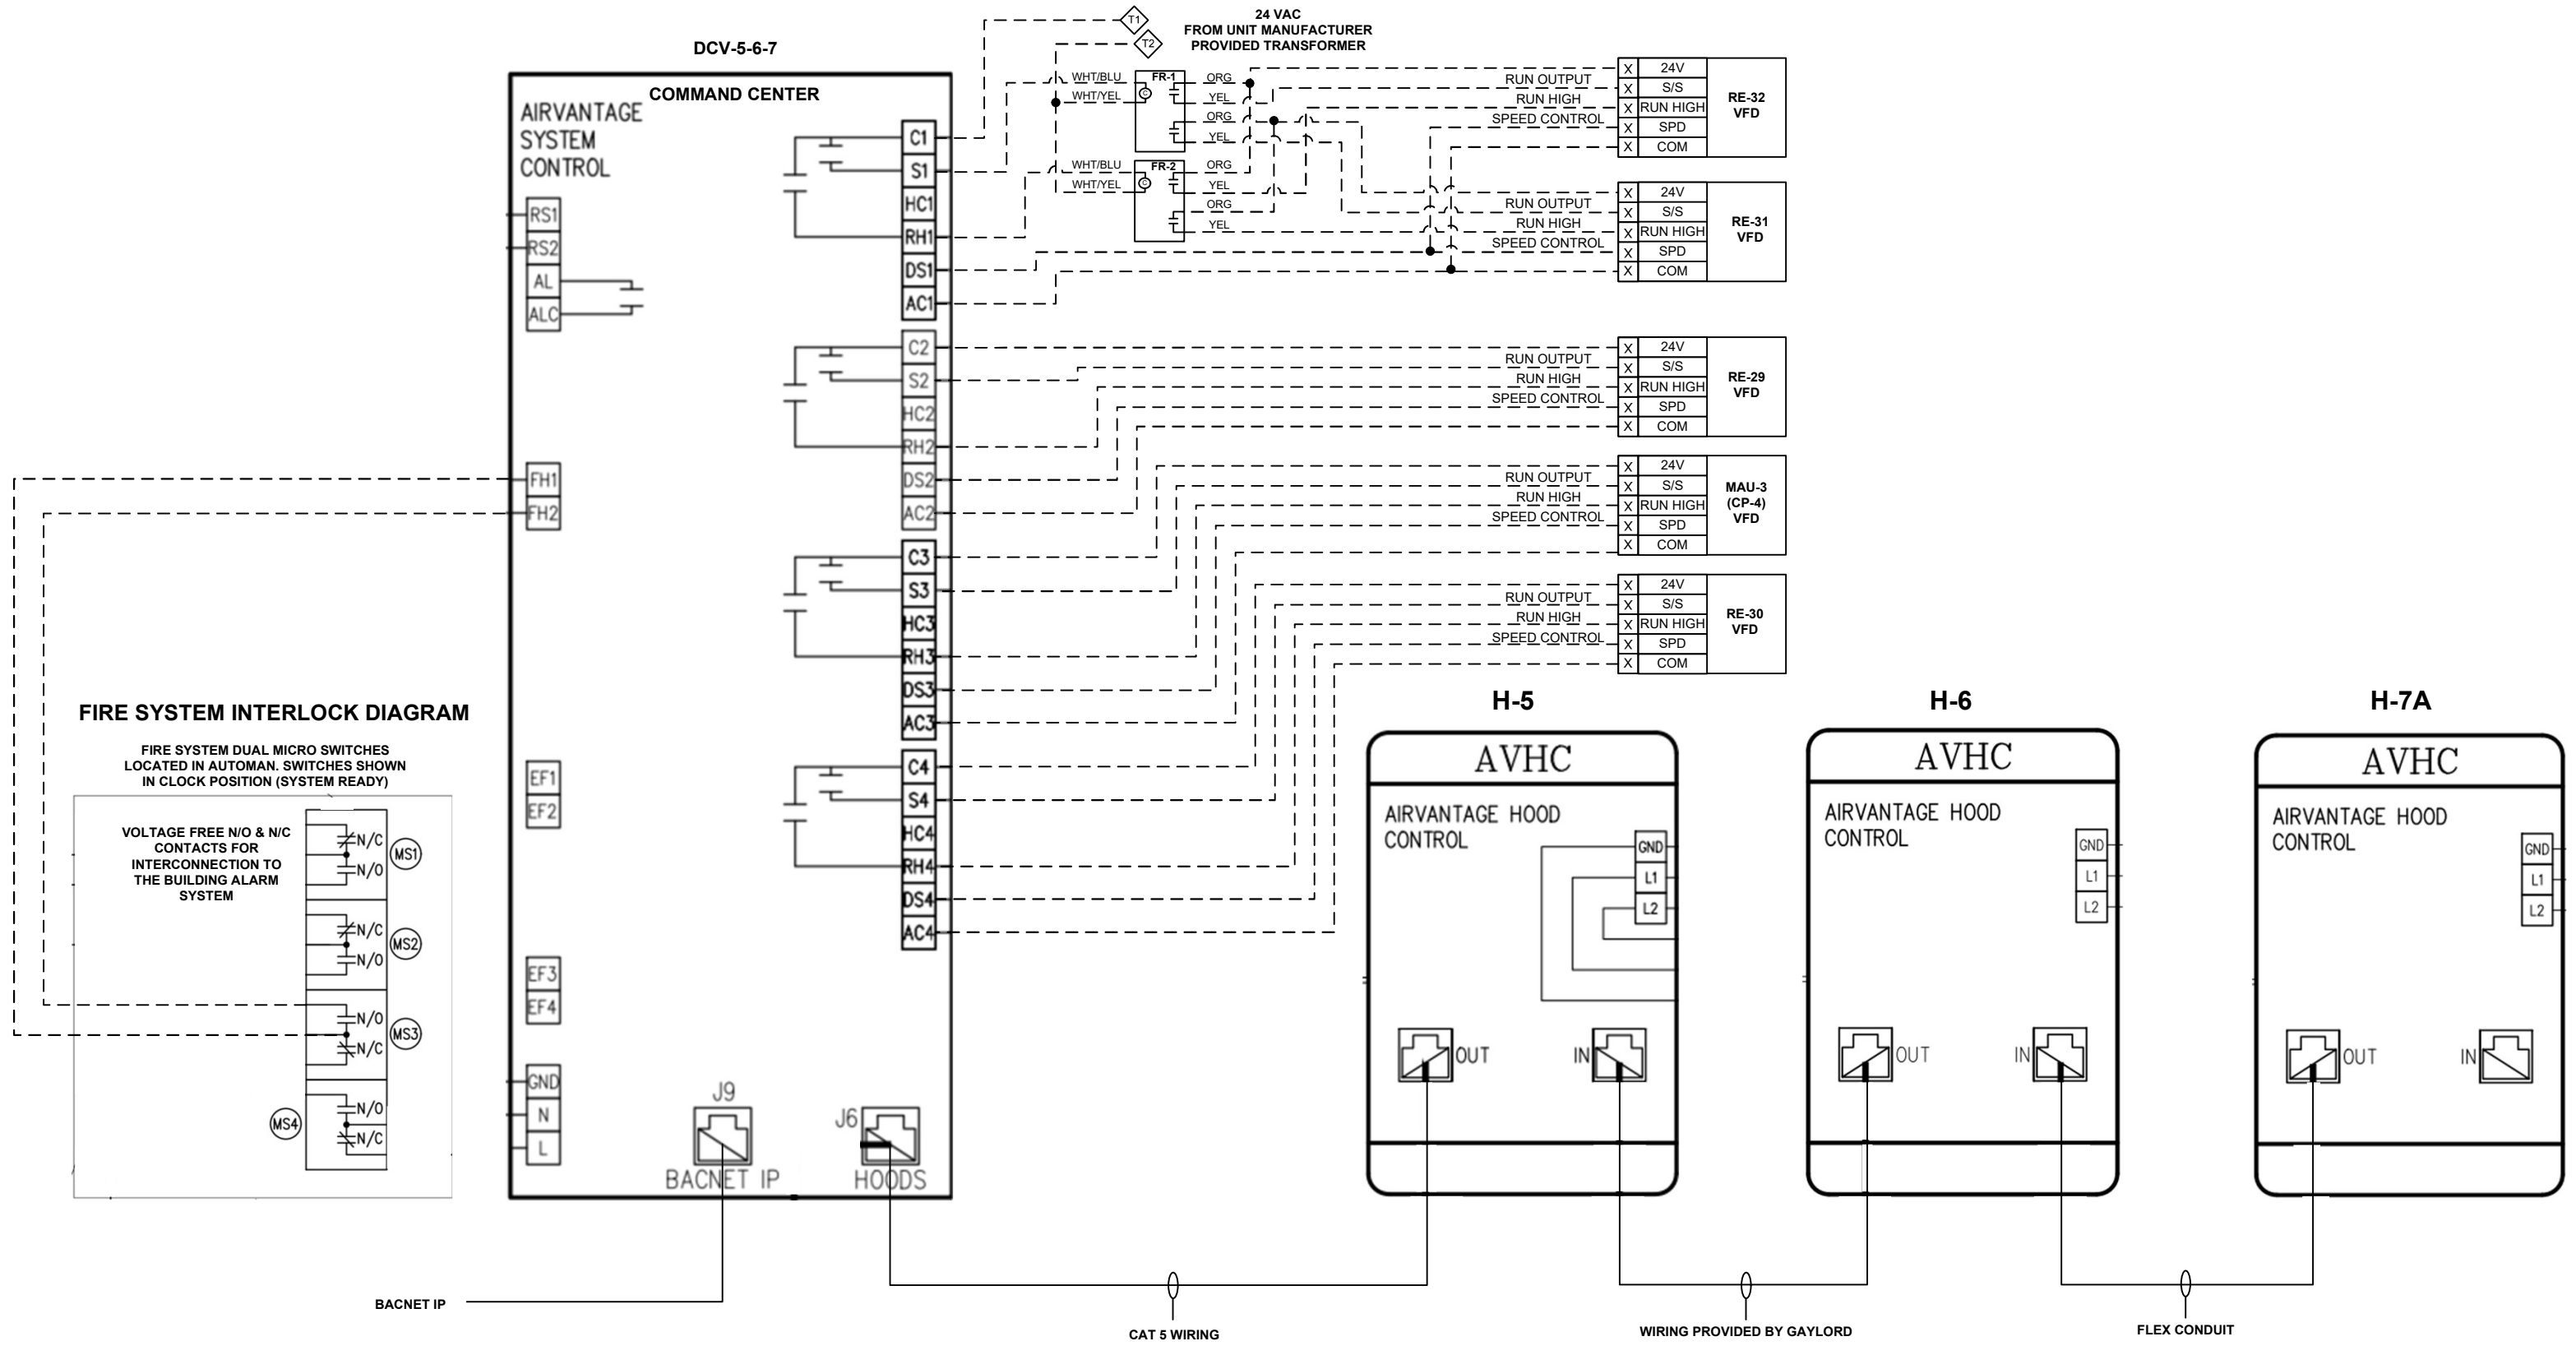 24 VAC
FROM UNIT MANUFACTURER
PROVIDED TRANSFORMER
T1
T2
DCV-5-6-7
COMMAND CENTER
AIRVANTAGE
SYSTEM
CONTROL
RS1
RS2
AL
ALC
FH1
FH2
EF1
EF2
EF3
EF4
GND
N
L
C1
S1
HC1
RH1
DS1
AC1
C2
S2
HC2
RH2
DS2
AC2
C3
S3
HC3
RH3
DS3
AC3
C4
S4
HC4
RH4
DS4
AC4
J9
BACNET IP
J6
HOODS
WHT/BLU
WHT/YEL
FR-1
C
ORG
YEL
ORG
YEL
WHT/BLU
WHT/YEL
FR-2
C
ORG
YEL
ORG
YEL
RUN OUTPUT
RUN HIGH
SPEED CONTROL
X 24V
X S/S
X RUN HIGH
X SPD
X COM
RE-32
VFD
RUN OUTPUT
RUN HIGH
SPEED CONTROL
X 24V
X S/S
X RUN HIGH
X SPD
X COM
RE-31
VFD
RUN OUTPUT
RUN HIGH
SPEED CONTROL
X 24V
X S/S
X RUN HIGH
X SPD
X COM
RE-29
VFD
RUN OUTPUT
RUN HIGH
SPEED CONTROL
X 24V
X S/S
X RUN HIGH
X SPD
X COM
MAU-3
(CP-4)
VFD
RUN OUTPUT
RUN HIGH
SPEED CONTROL
X 24V
X S/S
X RUN HIGH
X SPD
X COM
RE-30
VFD
FIRE SYSTEM INTERLOCK DIAGRAM
FIRE SYSTEM DUAL MICRO SWITCHES
LOCATED IN AUTOMAN. SWITCHES SHOWN
IN CLOCK POSITION (SYSTEM READY)
VOLTAGE FREE N/O & N/C
CONTACTS FOR
INTERCONNECTION TO
THE BUILDING ALARM
SYSTEM
N/C
N/O
MS1
N/C
N/O
MS2
N/O
N/C
MS3
N/O
N/C
MS4
H-5
AVHC
AIRVANTAGE HOOD
CONTROL
GND
L1
L2
OUT
IN
H-6
AVHC
AIRVANTAGE HOOD
CONTROL
GND
L1
L2
OUT
IN
H-7A
AVHC
AIRVANTAGE HOOD
CONTROL
GND
L1
L2
OUT
IN
BACNET IP
CAT 5 WIRING
WIRING PROVIDED BY GAYLORD
FLEX CONDUIT